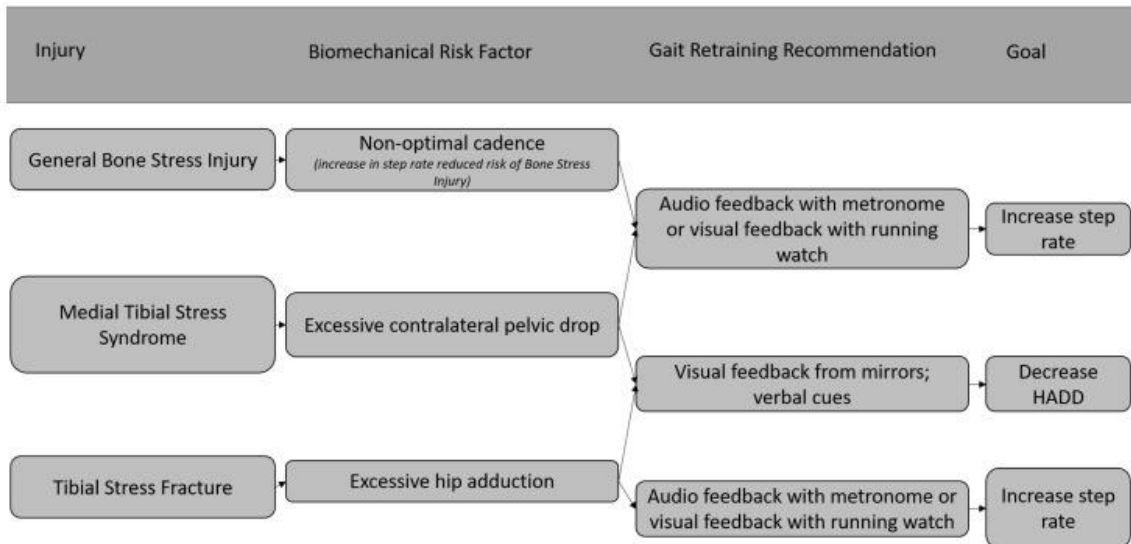 Injury
Biomechanical Risk Factor
Gait Retraining Recommendation
Goal
General Bone Stress Injury
Non-optimal cadence
(increase in step rate reduced risk of Bone Stress
Injury)
Audio feedback with metronome
or visual feedback with running
watch
Increase step
rate
Medial Tibial Stress
Syndrome
Excessive contralateral pelvic drop
Visual feedback from mirrors;
verbal cues
Decrease
HADD
Tibial Stress Fracture
Excessive hip adduction
Audio feedback with metronome or
visual feedback with running watch
Increase step
rate